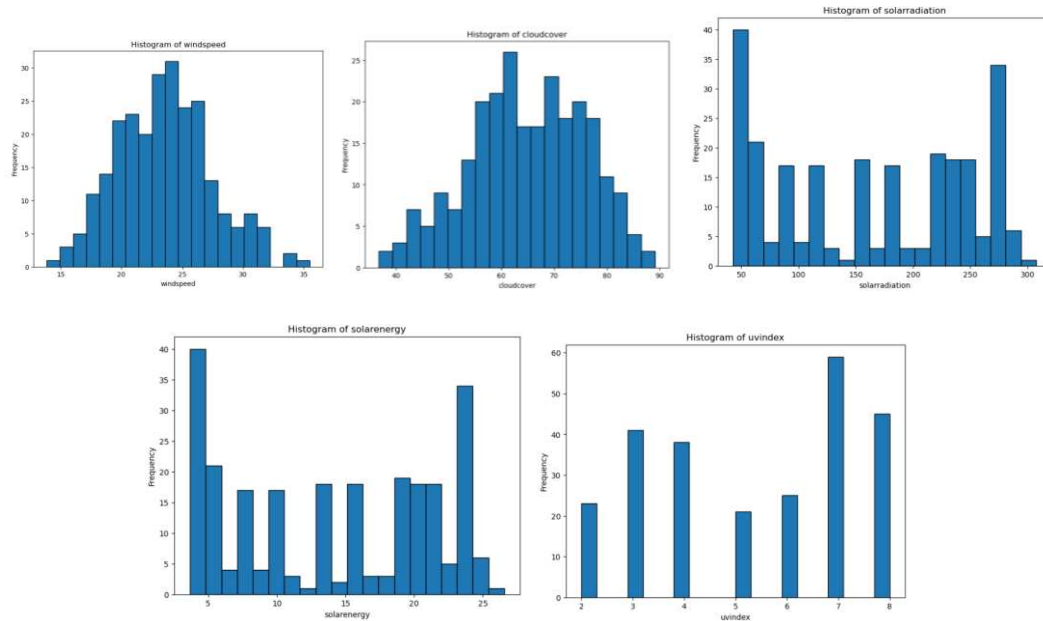 Histogram of windspeed
30
25
20
15
10
5
0
Frequency
15 20 25 30 35
windspeed
Histogram of cloudcover
25
20
15
10
5
0
Frequency
40 50 60 70 80 90
cloudcover
Histogram of solarradiation
40
35
30
25
20
15
10
5
0
Frequency
50 100 150 200 250 300
solarradiation
Histogram of solarenergy
40
35
30
25
20
15
10
5
0
Frequency
5 10 15 20 25
solarenergy
Histogram of uvindex
60
50
40
30
20
10
0
Frequency
2 3 4 5 6 7 8
uvindex